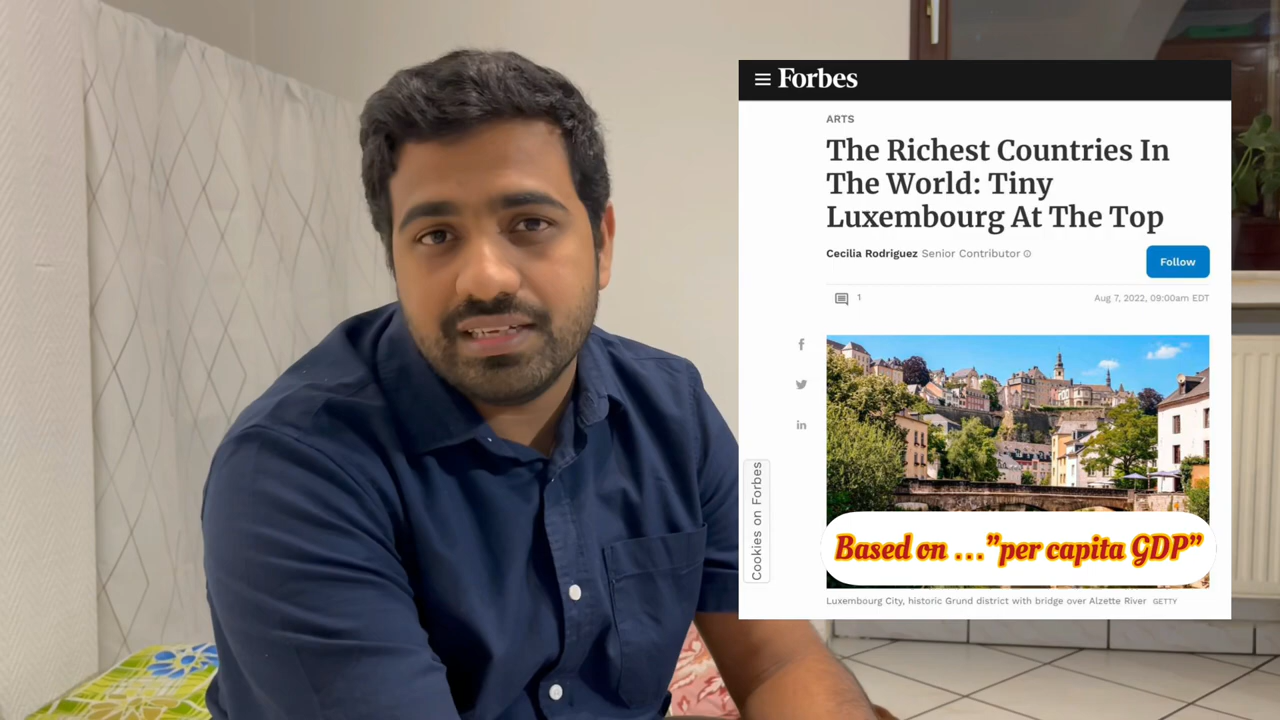 Forbes
ARTS
The Richest Countries In
The World: Tiny
Luxembourg At The Top
Cecilia Rodriguez Senior Contributor
Follow
1
Aug 7, 2022, 09:00am EDT
Cookies on Forbes
Based on ..."per capita GDP"
Luxembourg City, historic Grund district with bridge over Alzette River GETTY